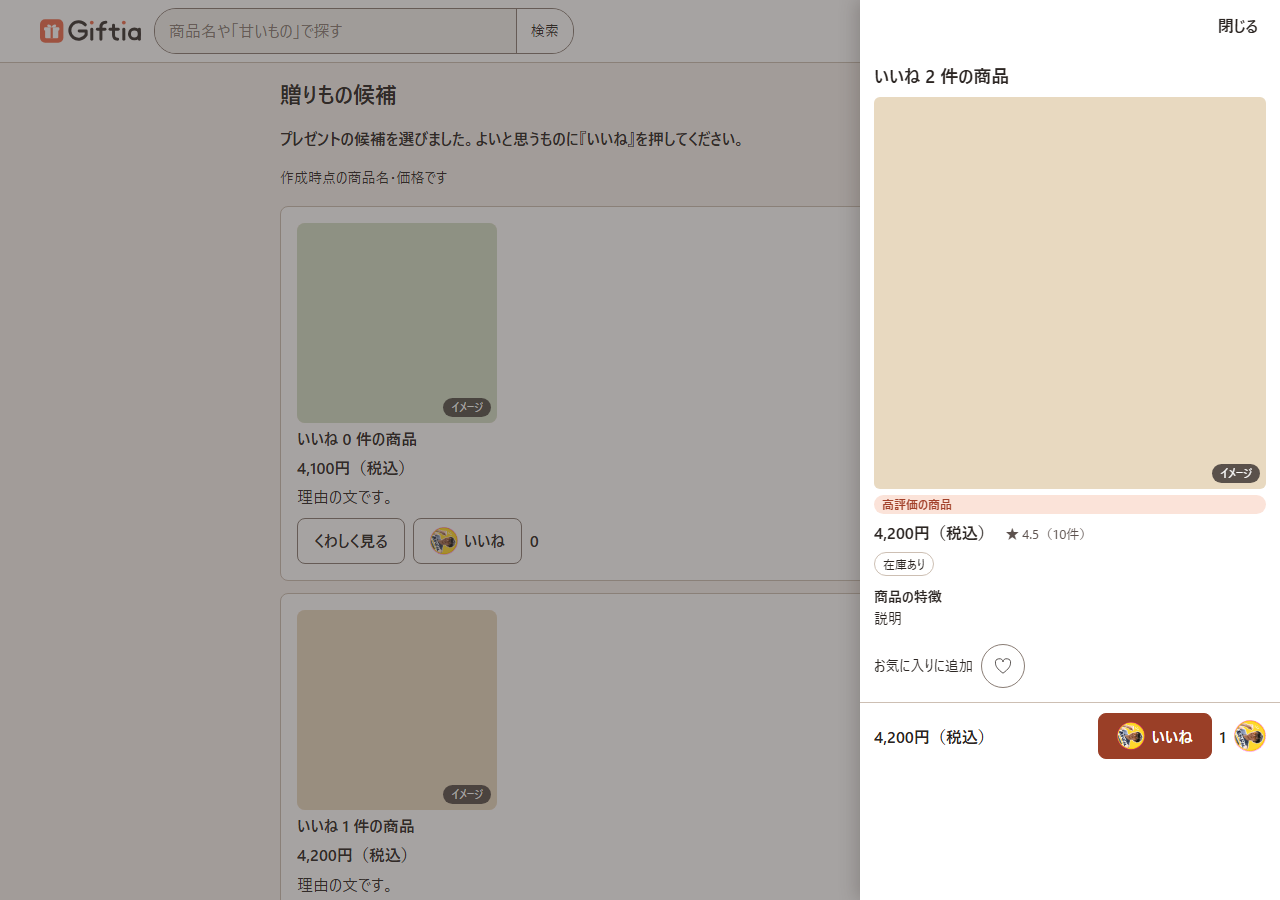 Giftia
商品名や「甘いもの」で探す
検索
贈りもの候補
プレゼントの候補を選びました。よいと思うものに『いいね』を押してください。
作成時点の商品名・価格です
イメージ
いいね 0 件の商品
4,100円（税込）
理由の文です。
くわしく見る
いいね
0
イメージ
いいね 1 件の商品
4,200円（税込）
理由の文です。
閉じる
いいね 2 件の商品
イメージ
高評価の商品
4,200円（税込） ★ 4.5（10件）
在庫あり
商品の特徴
説明
お気に入りに追加
4,200円（税込）
いいね
1